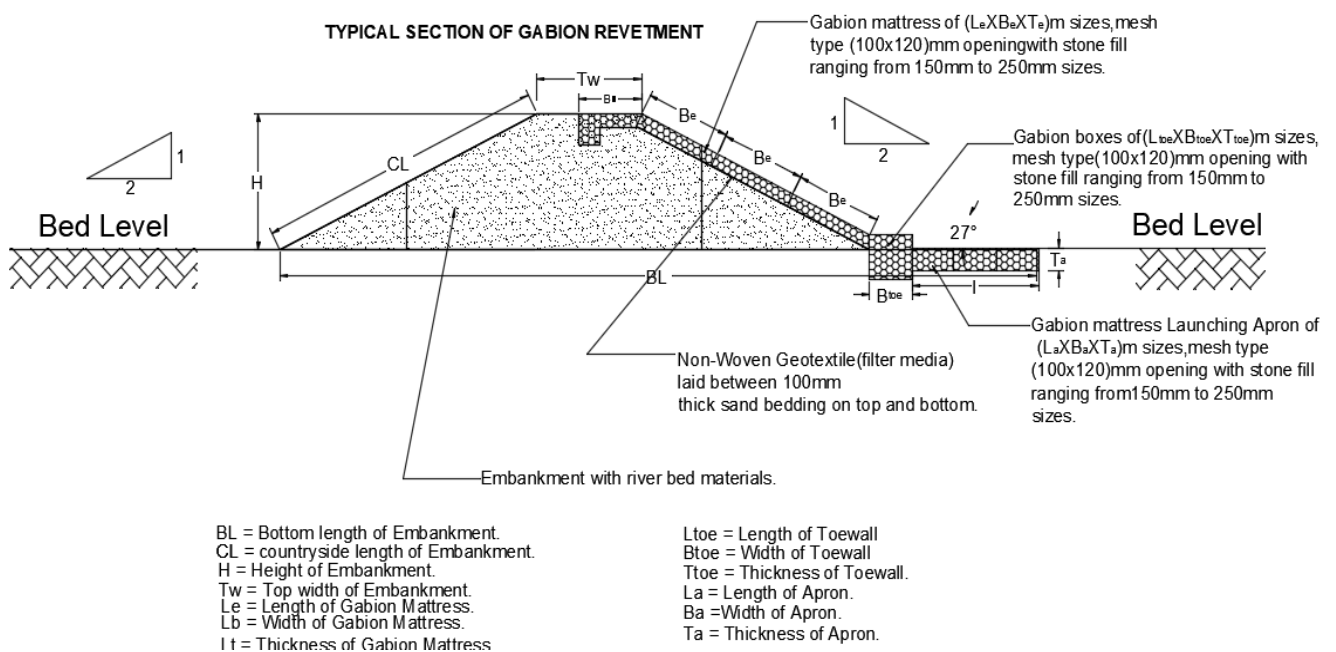 TYPICAL SECTION OF GABION REVETMENT
Gabion mattress of (LeXBeXTe)m sizes,mesh
type (100x120)mm openingwith stone fill
ranging from 150mm to 250mm sizes.
Tw
Be
Be
Be
1
2
1
2
CL
H
Gabion boxes of(LtoeXBtoeXTtoe)m sizes,
mesh type(100x120)mm opening with
stone fill ranging from 150mm to
250mm sizes.
Bed Level
Bed Level
27°
Ta
BL
Btoe
l
Gabion mattress Launching Apron of
(LaXBaXTa)m sizes,mesh type
(100x120)mm opening with stone fill
ranging from150mm to 250mm
sizes.
Non-Woven Geotextile(filter media)
laid between 100mm
thick sand bedding on top and bottom.
Embankment with river bed materials.
BL = Bottom length of Embankment.
CL = countryside length of Embankment.
H = Height of Embankment.
Tw = Top width of Embankment.
Le = Length of Gabion Mattress.
Lb = Width of Gabion Mattress.
Lt = Thickness of Gabion Mattress
Ltoe = Length of Toewall
Btoe = Width of Toewall
Ttoe = Thickness of Toewall.
La = Length of Apron.
Ba =Width of Apron.
Ta = Thickness of Apron.